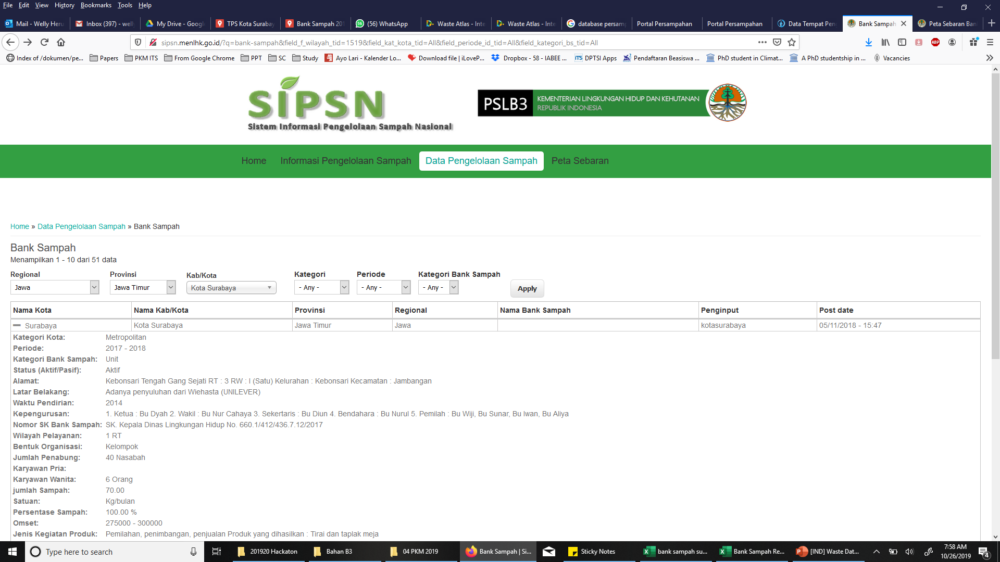 File Edit View History Bookmarks Tools Help
Mail - Welly Heru
Inbox (397) - well
My Drive - Googl
TPS Kota Surabay
Bank Sampah 201
(56) WhatsApp
Waste Atlas - Inte
Waste Atlas - Inte
database persamp
Portal Persampahan
Portal Persampahan
Data Tempat Pen
Bank Sampah
Peta Sebaran Ban
sipsn.menlhk.go.id/?q=bank-sampah&field_f_wilayah_tid=1519&field_kat_kota_tid=All&field_periode_id_tid=All&field_kategori_bs_tid=All
ABP
Index of /dokumen/pe... Papers PKM ITS From Google Chrome PPT SC Study Ayo Lari - Kalender Lo... Download file | iLoveP... Dropbox - 58 - IABEE ... ITS DPTSI Apps Pendaftaran Beasiswa ... PhD student in Climat... A PhD studentship in ... Vacancies
SIPSN
Sistem Informasi Pengelolaan Sampah Nasional
PSLB3
KEMENTERIAN LINGKUNGAN HIDUP DAN KEHUTANAN
REPUBLIK INDONESIA
Home Informasi Pengelolaan Sampah Data Pengelolaan Sampah Peta Sebaran
Home » Data Pengelolaan Sampah » Bank Sampah
Bank Sampah
Menampilkan 1 - 10 dari 51 data
Regional Provinsi Kab/Kota Kategori Periode Kategori Bank Sampah
Jawa Jawa Timur Kota Surabaya - Any - - Any - - Any - Apply
Nama Kota Nama Kab/Kota Provinsi Regional Nama Bank Sampah Penginput Post date
Surabaya Kota Surabaya Jawa Timur Jawa kotasurabaya 05/11/2018 - 15:47
Kategori Kota: Metropolitan
Periode: 2017 - 2018
Kategori Bank Sampah: Unit
Status (Aktif/Pasif): Aktif
Alamat: Kebonsari Tengah Gang Sejati RT : 3 RW : I (Satu) Kelurahan : Kebonsari Kecamatan : Jambangan
Latar Belakang: Adanya penyuluhan dari Wiehasta (UNILEVER)
Waktu Pendirian: 2014
Kepengurusan: 1. Ketua : Bu Dyah 2. Wakil : Bu Nur Cahaya 3. Sekertaris : Bu Diun 4. Bendahara : Bu Nurul 5. Pemilah : Bu Wiji, Bu Sunar, Bu Iwan, Bu Aliya
Nomor SK Bank Sampah: SK. Kepala Dinas Lingkungan Hidup No. 660.1/412/436.7.12/2017
Wilayah Pelayanan: 1 RT
Bentuk Organisasi: Kelompok
Jumlah Penabung: 40 Nasabah
Karyawan Pria:
Karyawan Wanita: 6 Orang
jumlah Sampah: 70.00
Satuan: Kg/bulan
Persentase Sampah: 100.00 %
Omset: 275000 - 300000
Jenis Kegiatan Produk: Pemilahan, penimbangan, penjualan Produk yang dihasilkan : Tirai dan taplak meja
Type here to search 201920 Hackaton Bahan B3 04 PKM 2019 Bank Sampah | Si... Sticky Notes bank sampah su... Bank Sampah Re... [IND] Waste Dat... 7:58 AM
10/26/2019 4